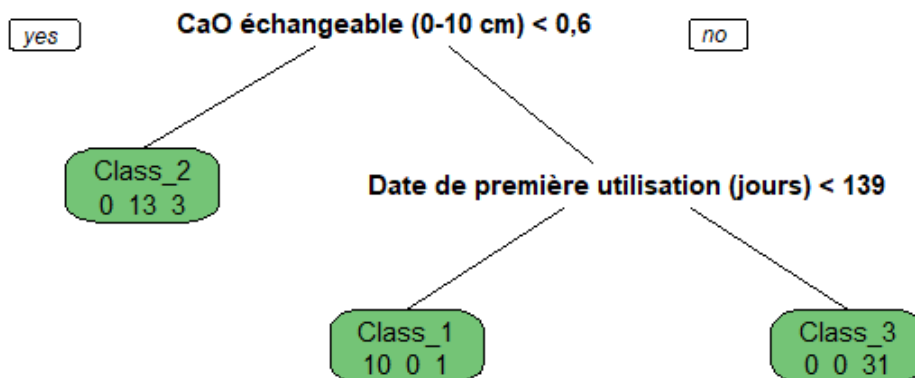 yes
CaO échangeable (0-10 cm) < 0,6
no
Class_2
0 13 3
Date de première utilisation (jours) < 139
Class_1
10 0 1
Class_3
0 0 31